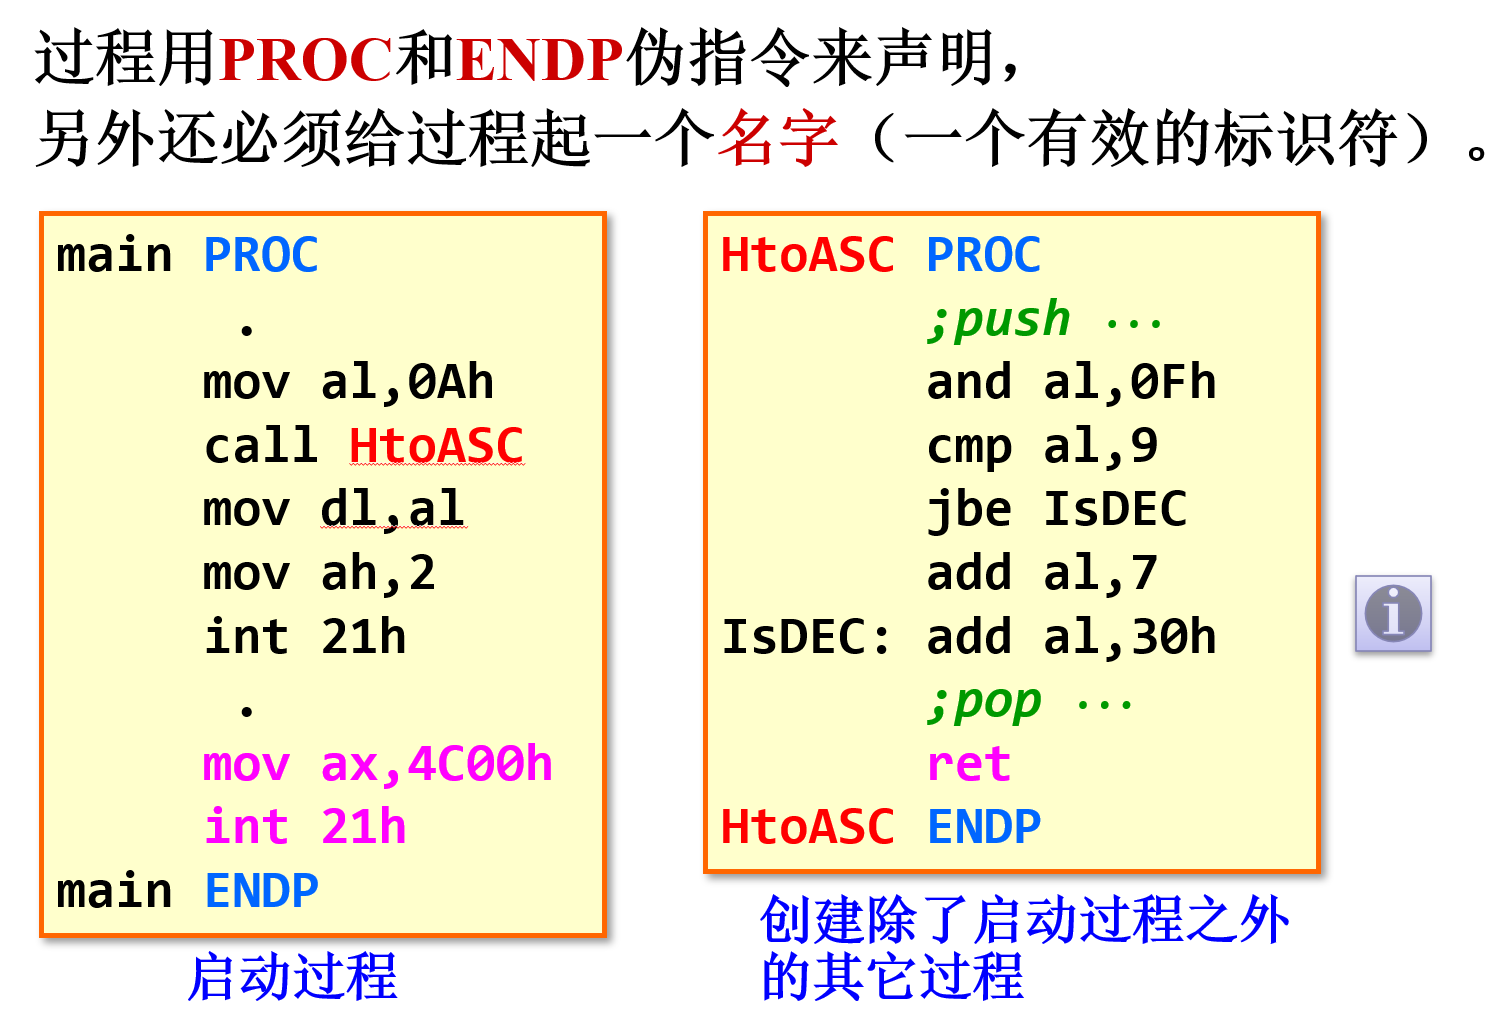 过程用PROC和ENDP伪指令来声明，
另外还必须给过程起一个名字（一个有效的标识符）。
main PROC
.
mov al,0Ah
call HtoASC
mov dl,al
mov ah,2
int 21h
.
mov ax,4C00h
int 21h
main ENDP
启动过程
HtoASC PROC
;push ···
and al,0Fh
cmp al,9
jbe IsDEC
add al,7
IsDEC: add al,30h
;pop ···
ret
HtoASC ENDP
创建除了启动过程之外
的其它过程